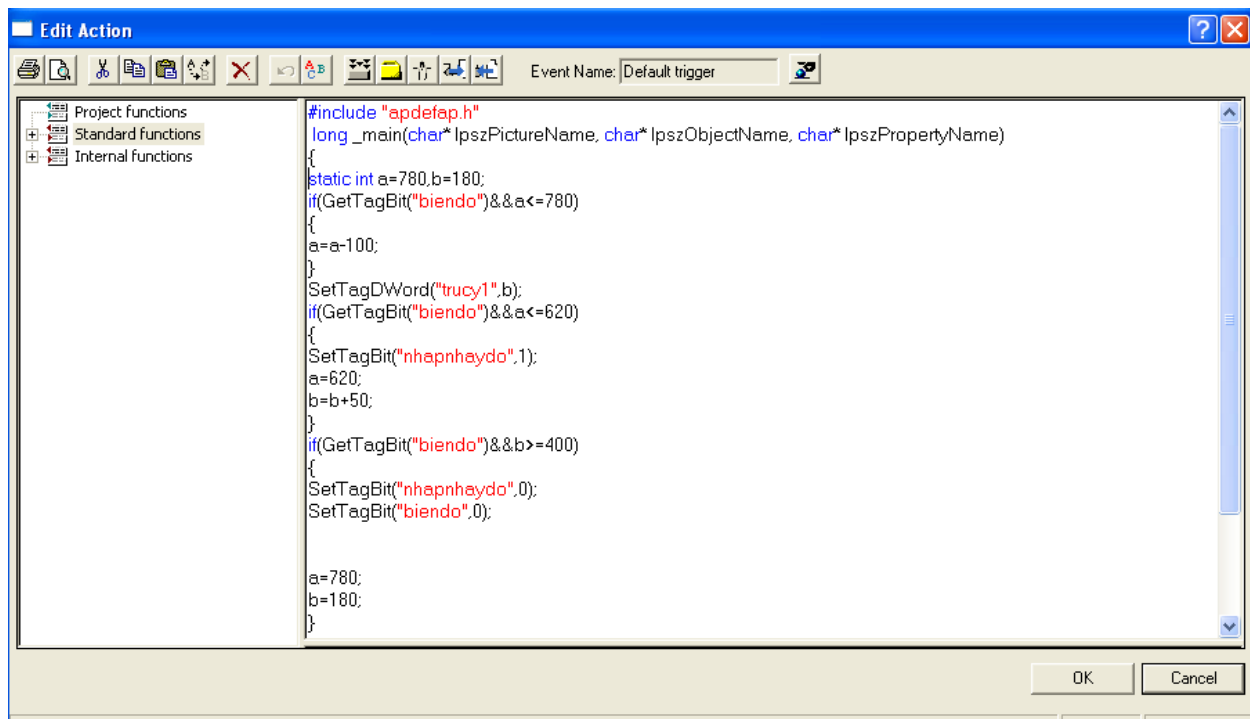 Edit Action
Event Name: Default trigger
Project functions
Standard functions
Internal functions
#include "apdefap.h"
long _main(char* lpszPictureName, char* lpszObjectName, char* lpszPropertyName)
{
static int a=780,b=180;
if(GetTagBit("biendo")&&a<=780)
{
a=a-100;
}
SetTagDWord("trucy1",b);
if(GetTagBit("biendo")&&a<=620)
{
SetTagBit("nhapnhaydo",1);
a=620;
b=b+50;
}
if(GetTagBit("biendo")&&b>=400)
{
SetTagBit("nhapnhaydo",0);
SetTagBit("biendo",0);
a=780;
b=180;
}
OK Cancel